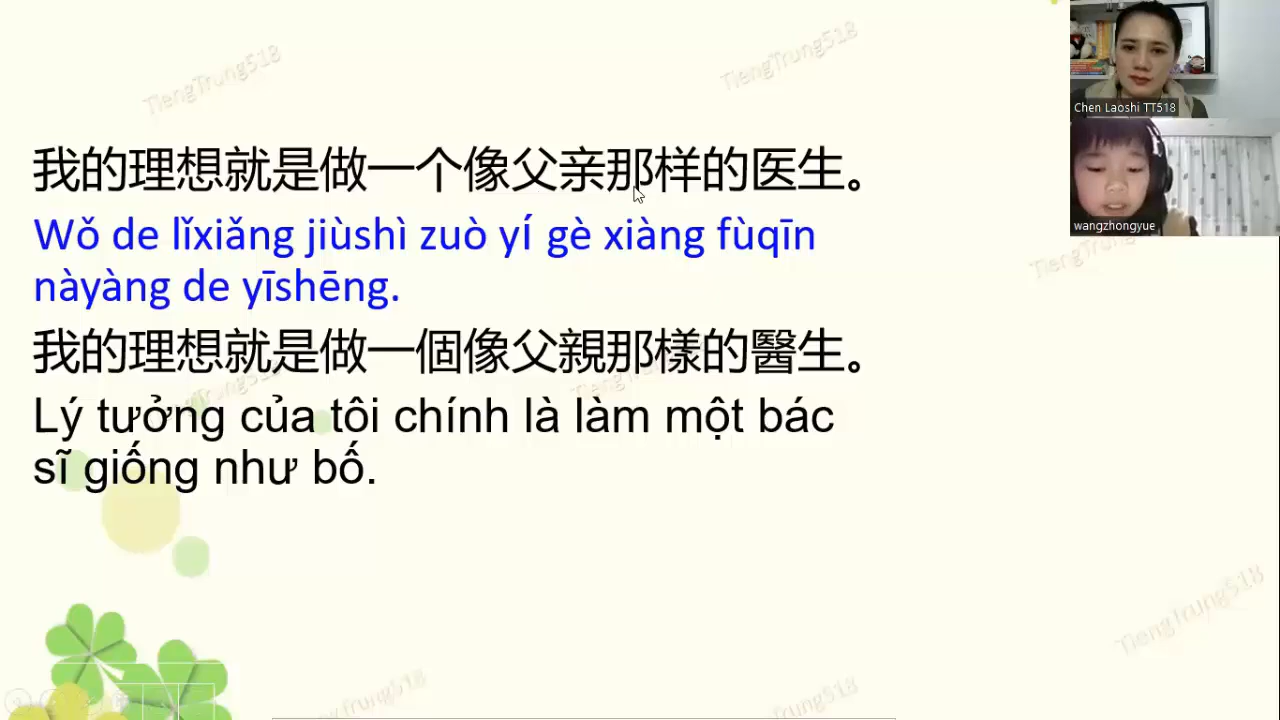 TiengTrung518
TiengTrung518
Chen Laoshi TT518
wangzhongyue
我的理想就是做一个像父亲那样的医生。
Wǒ de lǐxiǎng jiùshì zuò yí gè xiàng fùqīn
nàyàng de yīshēng.
我的理想就是做一個像父親那樣的醫生。
Lý tưởng của tôi chính là làm một bác
sĩ giống như bố.
TiengTrung518